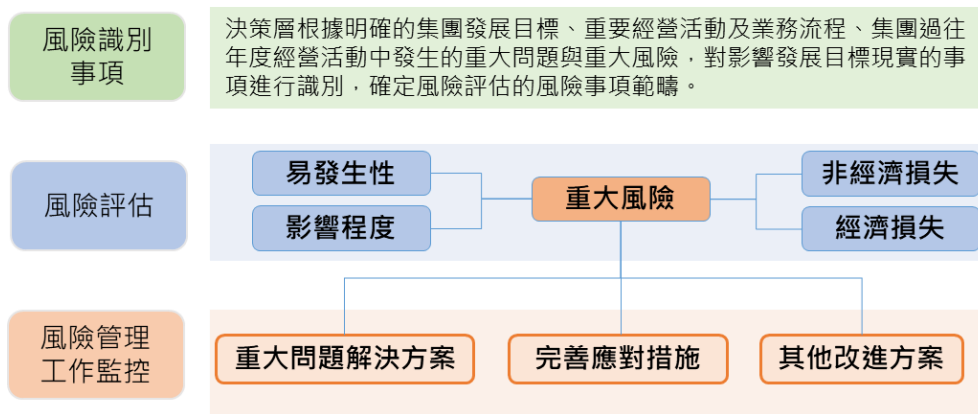 風險識別
事項
決策層根據明確的集團發展目標、重要經營活動及業務流程、集團過往
年度經營活動中發生的重大問題與重大風險，對影響發展目標現實的事
項進行識別，確定風險評估的風險事項範疇。
風險評估
易發生性
影響程度
重大風險
非經濟損失
經濟損失
風險管理
工作監控
重大問題解決方案
完善應對措施
其他改進方案